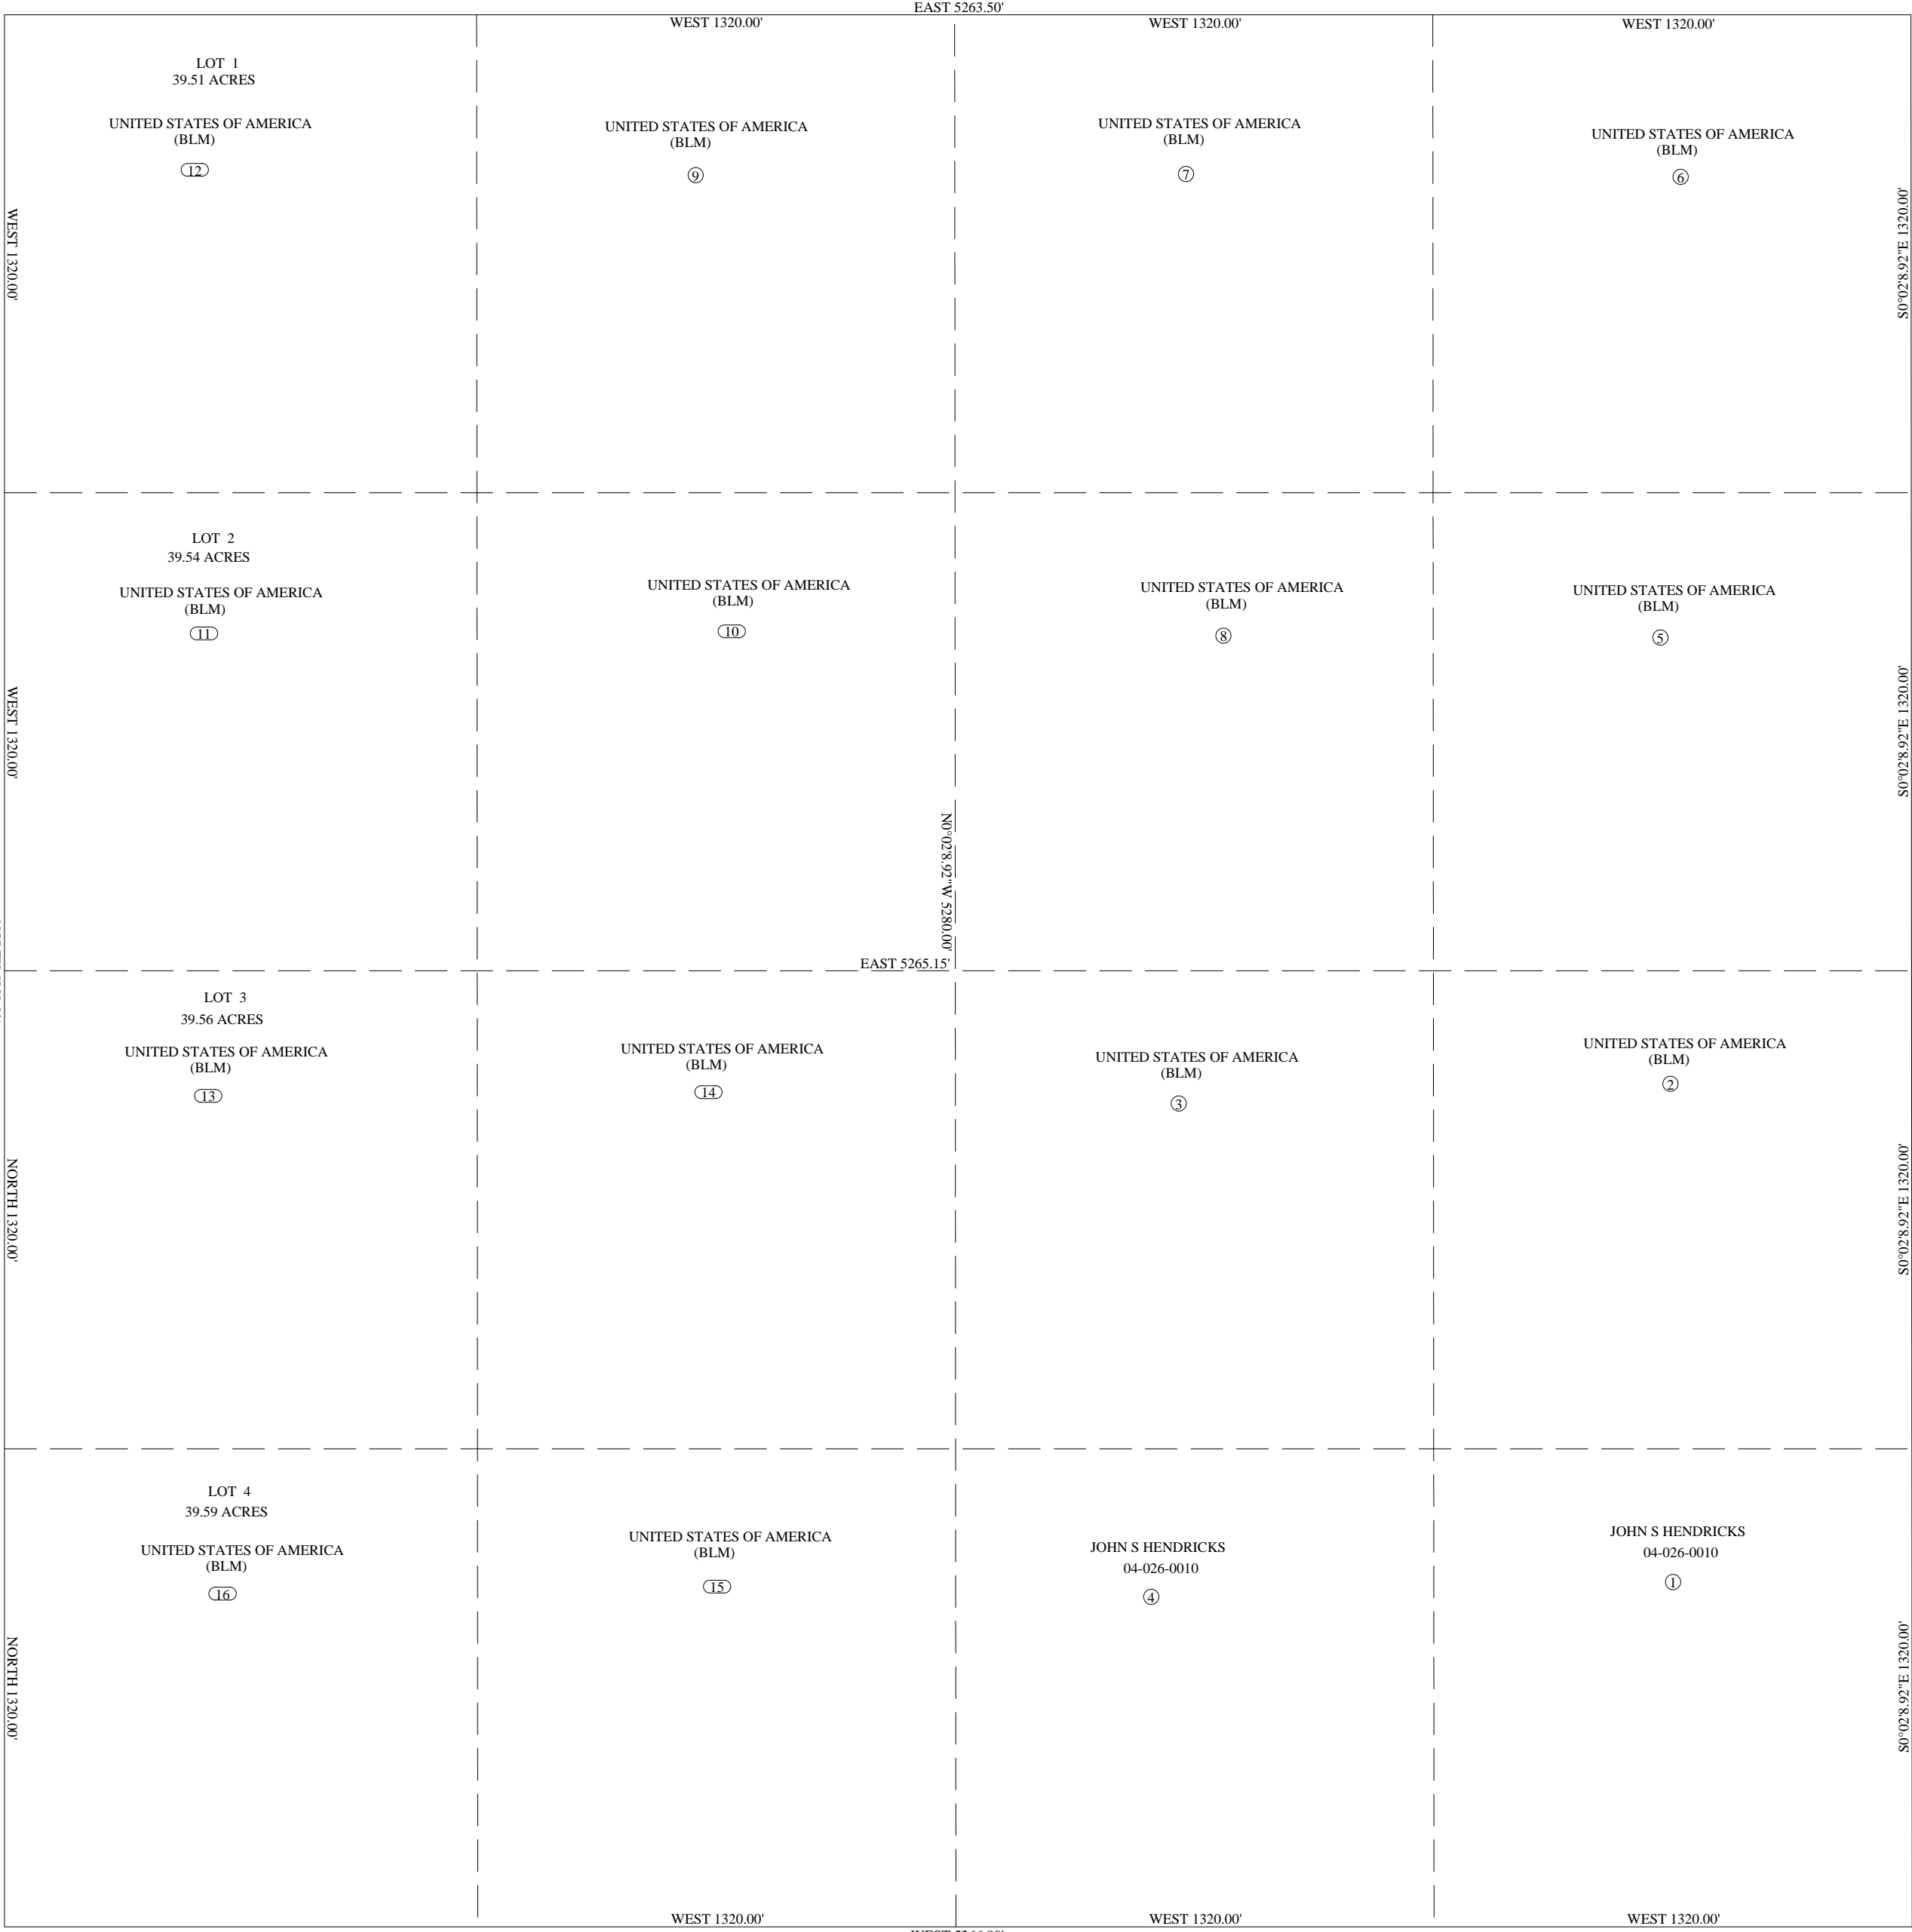 EAST 5263.50'
WEST 1320.00'
WEST 1320.00'
WEST 1320.00'
LOT 1
39.51 ACRES
UNITED STATES OF AMERICA
(BLM)
12
UNITED STATES OF AMERICA
(BLM)
9
UNITED STATES OF AMERICA
(BLM)
7
UNITED STATES OF AMERICA
(BLM)
6
WEST 1320.00'
S0°02'8.92"E 1320.00'
LOT 2
39.54 ACRES
UNITED STATES OF AMERICA
(BLM)
11
UNITED STATES OF AMERICA
(BLM)
10
UNITED STATES OF AMERICA
(BLM)
8
UNITED STATES OF AMERICA
(BLM)
5
WEST 1320.00'
S0°02'8.92"E 1320.00'
N0°02'8.92"W 5280.00'
EAST 5265.15'
LOT 3
39.56 ACRES
UNITED STATES OF AMERICA
(BLM)
13
UNITED STATES OF AMERICA
(BLM)
14
UNITED STATES OF AMERICA
(BLM)
3
UNITED STATES OF AMERICA
(BLM)
2
NORTH 1320.00'
S0°02'8.92"E 1320.00'
LOT 4
39.59 ACRES
UNITED STATES OF AMERICA
(BLM)
16
UNITED STATES OF AMERICA
(BLM)
15
JOHN S HENDRICKS
04-026-0010
4
JOHN S HENDRICKS
04-026-0010
1
NORTH 1320.00'
S0°02'8.92"E 1320.00'
WEST 1320.00'
WEST 1320.00'
WEST 1320.00'